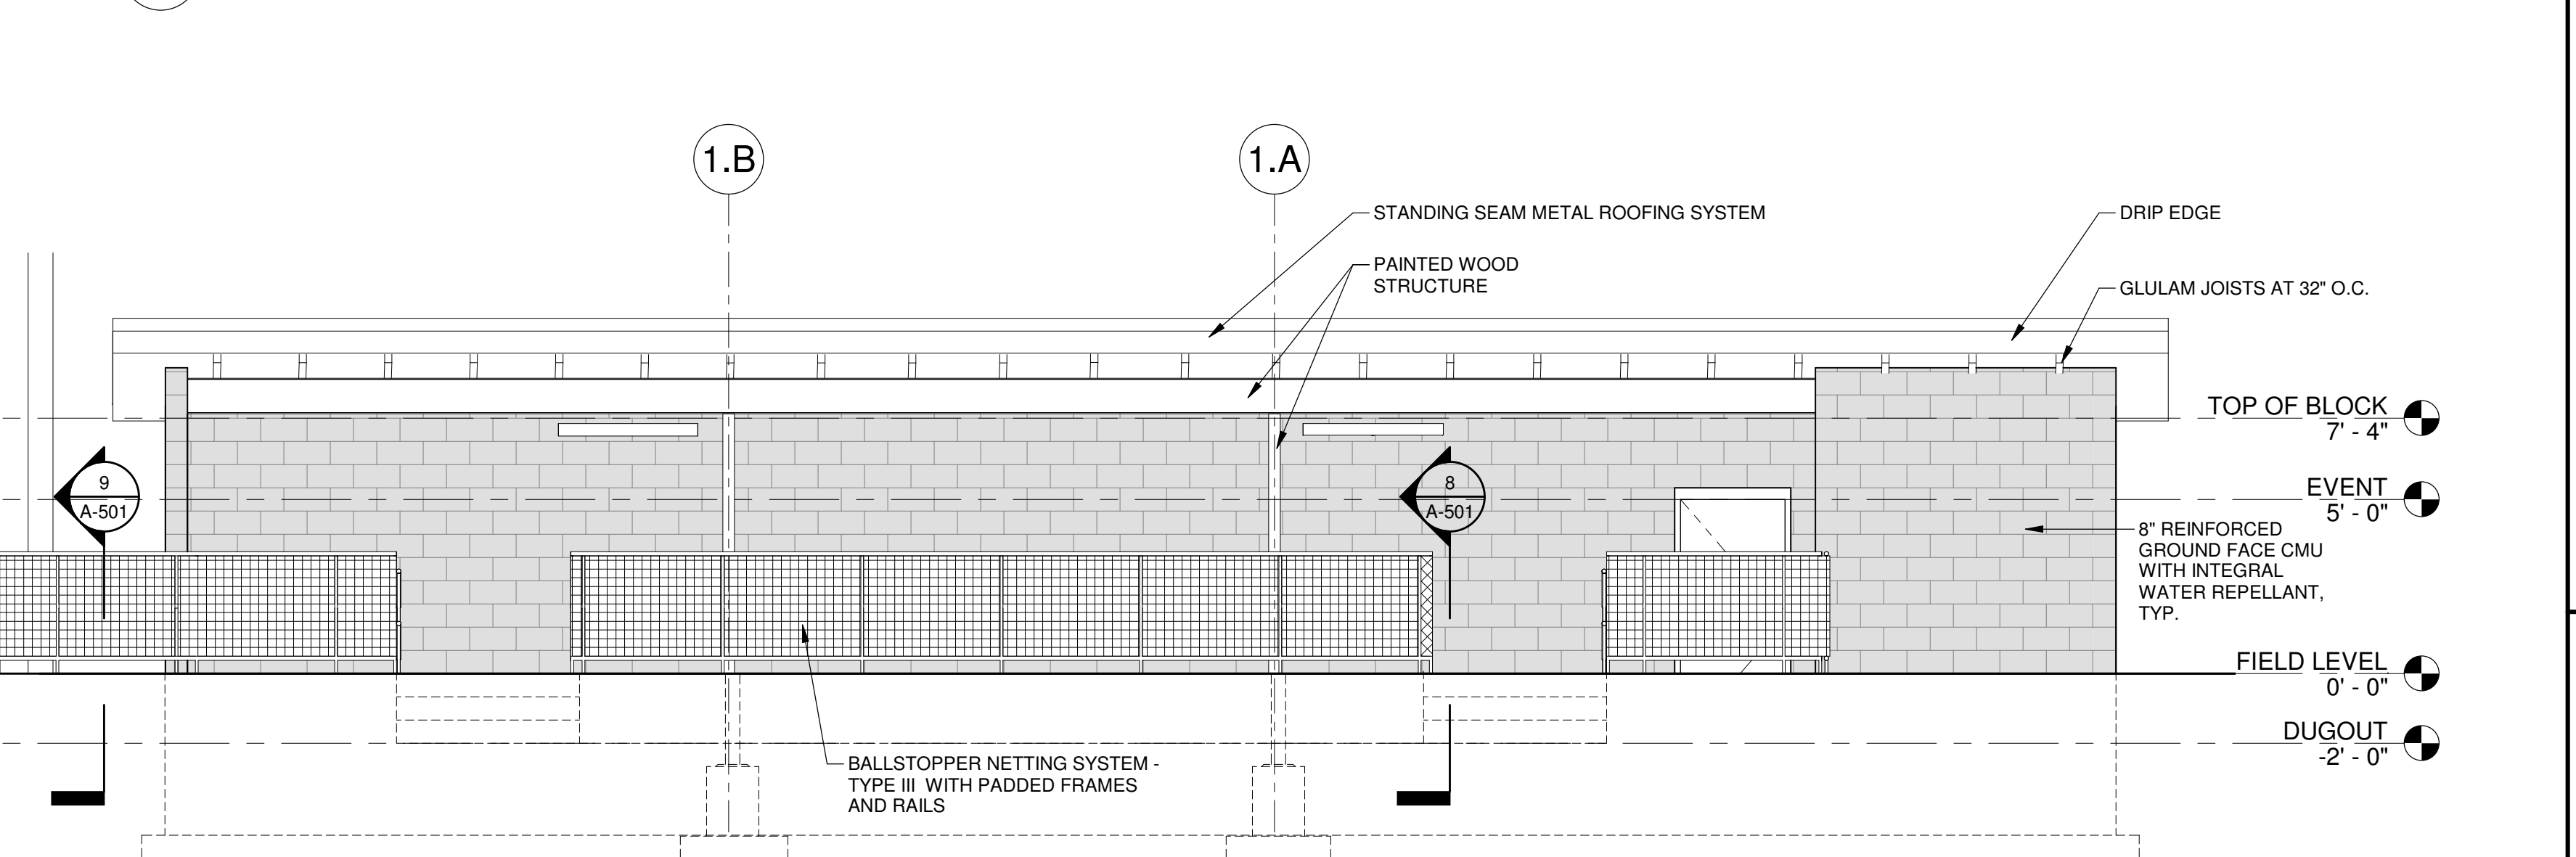 1.B
1.A
STANDING SEAM METAL ROOFING SYSTEM
DRIP EDGE
PAINTED WOOD
STRUCTURE
GLULAM JOISTS AT 32" O.C.
TOP OF BLOCK
7' - 4"
9
A-501
8
A-501
EVENT
5' - 0"
8" REINFORCED
GROUND FACE CMU
WITH INTEGRAL
WATER REPELLANT,
TYP.
FIELD LEVEL
0' - 0"
DUGOUT
-2' - 0"
BALLSTOPPER NETTING SYSTEM -
TYPE III WITH PADDED FRAMES
AND RAILS